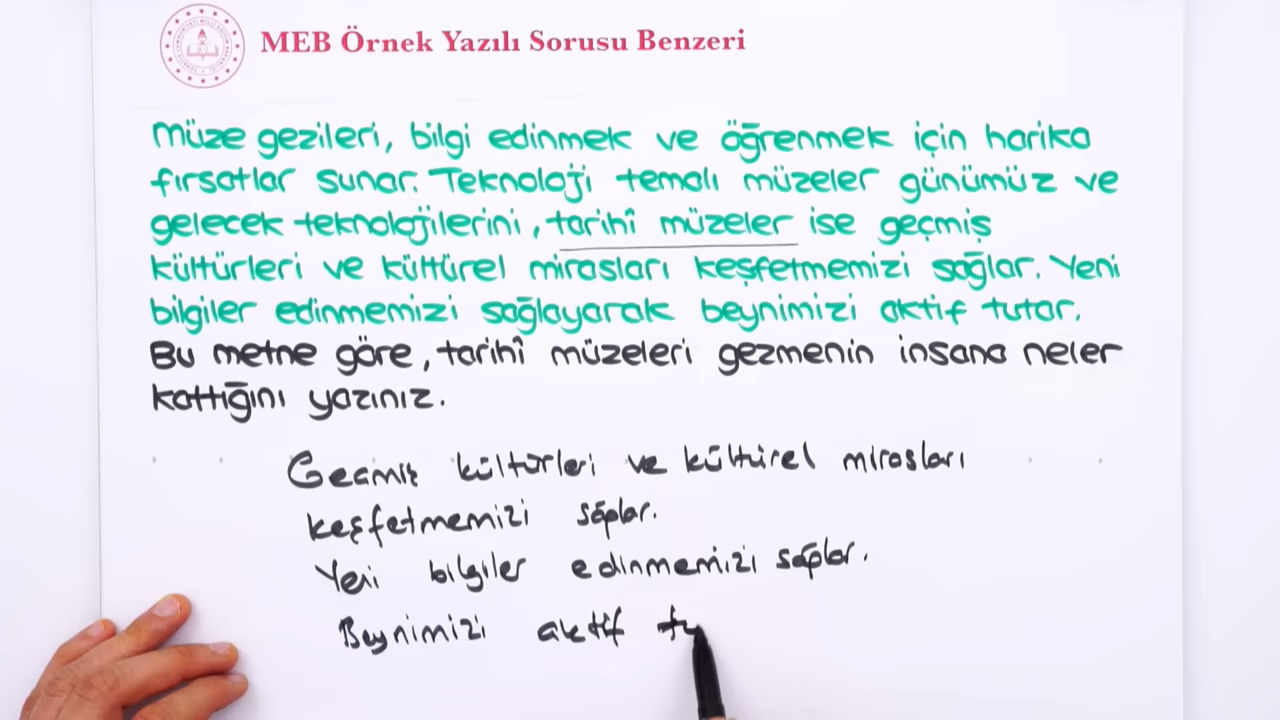 MEB Örnek Yazılı Sorusu Benzeri
Müze gezileri, bilgi edinmek ve öğrenmek için harika
fırsatlar sunar. Teknoloji temalı müzeler günümüz ve
gelecek teknolojilerini, tarihî müzeler ise geçmiş
kültürleri ve kültürel mirasları keşfetmemizi sağlar. Yeni
bilgiler edinmemizi sağlayarak beynimizi aktif tutar.
Bu metne göre, tarihî müzeleri gezmenin insana neler
kattığını yazınız.
Geçmiş kültürleri ve kültürel mirasları
keşfetmemizi sağlar.
Yeni bilgiler edinmemizi sağlar.
Beynimizi aktif tu